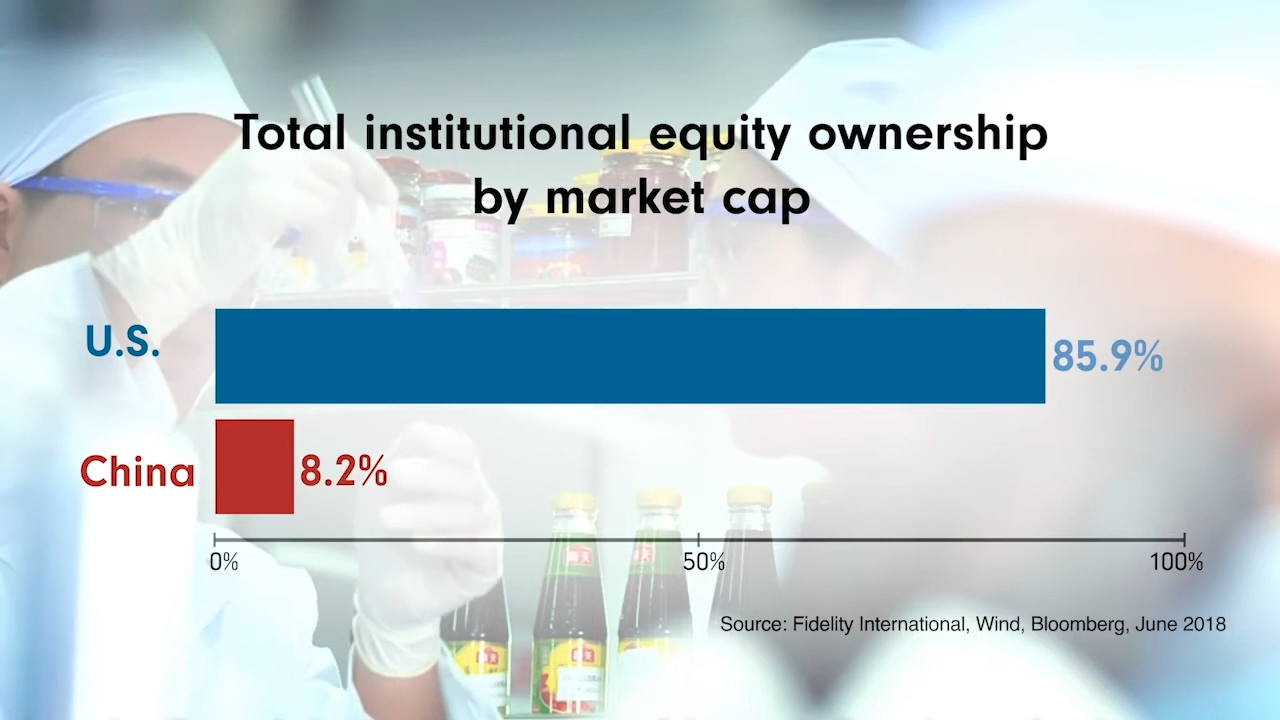 Total institutional equity ownership
by market cap
U.S.
85.9%
China
8.2%
0%
50%
100%
Source: Fidelity International, Wind, Bloomberg, June 2018